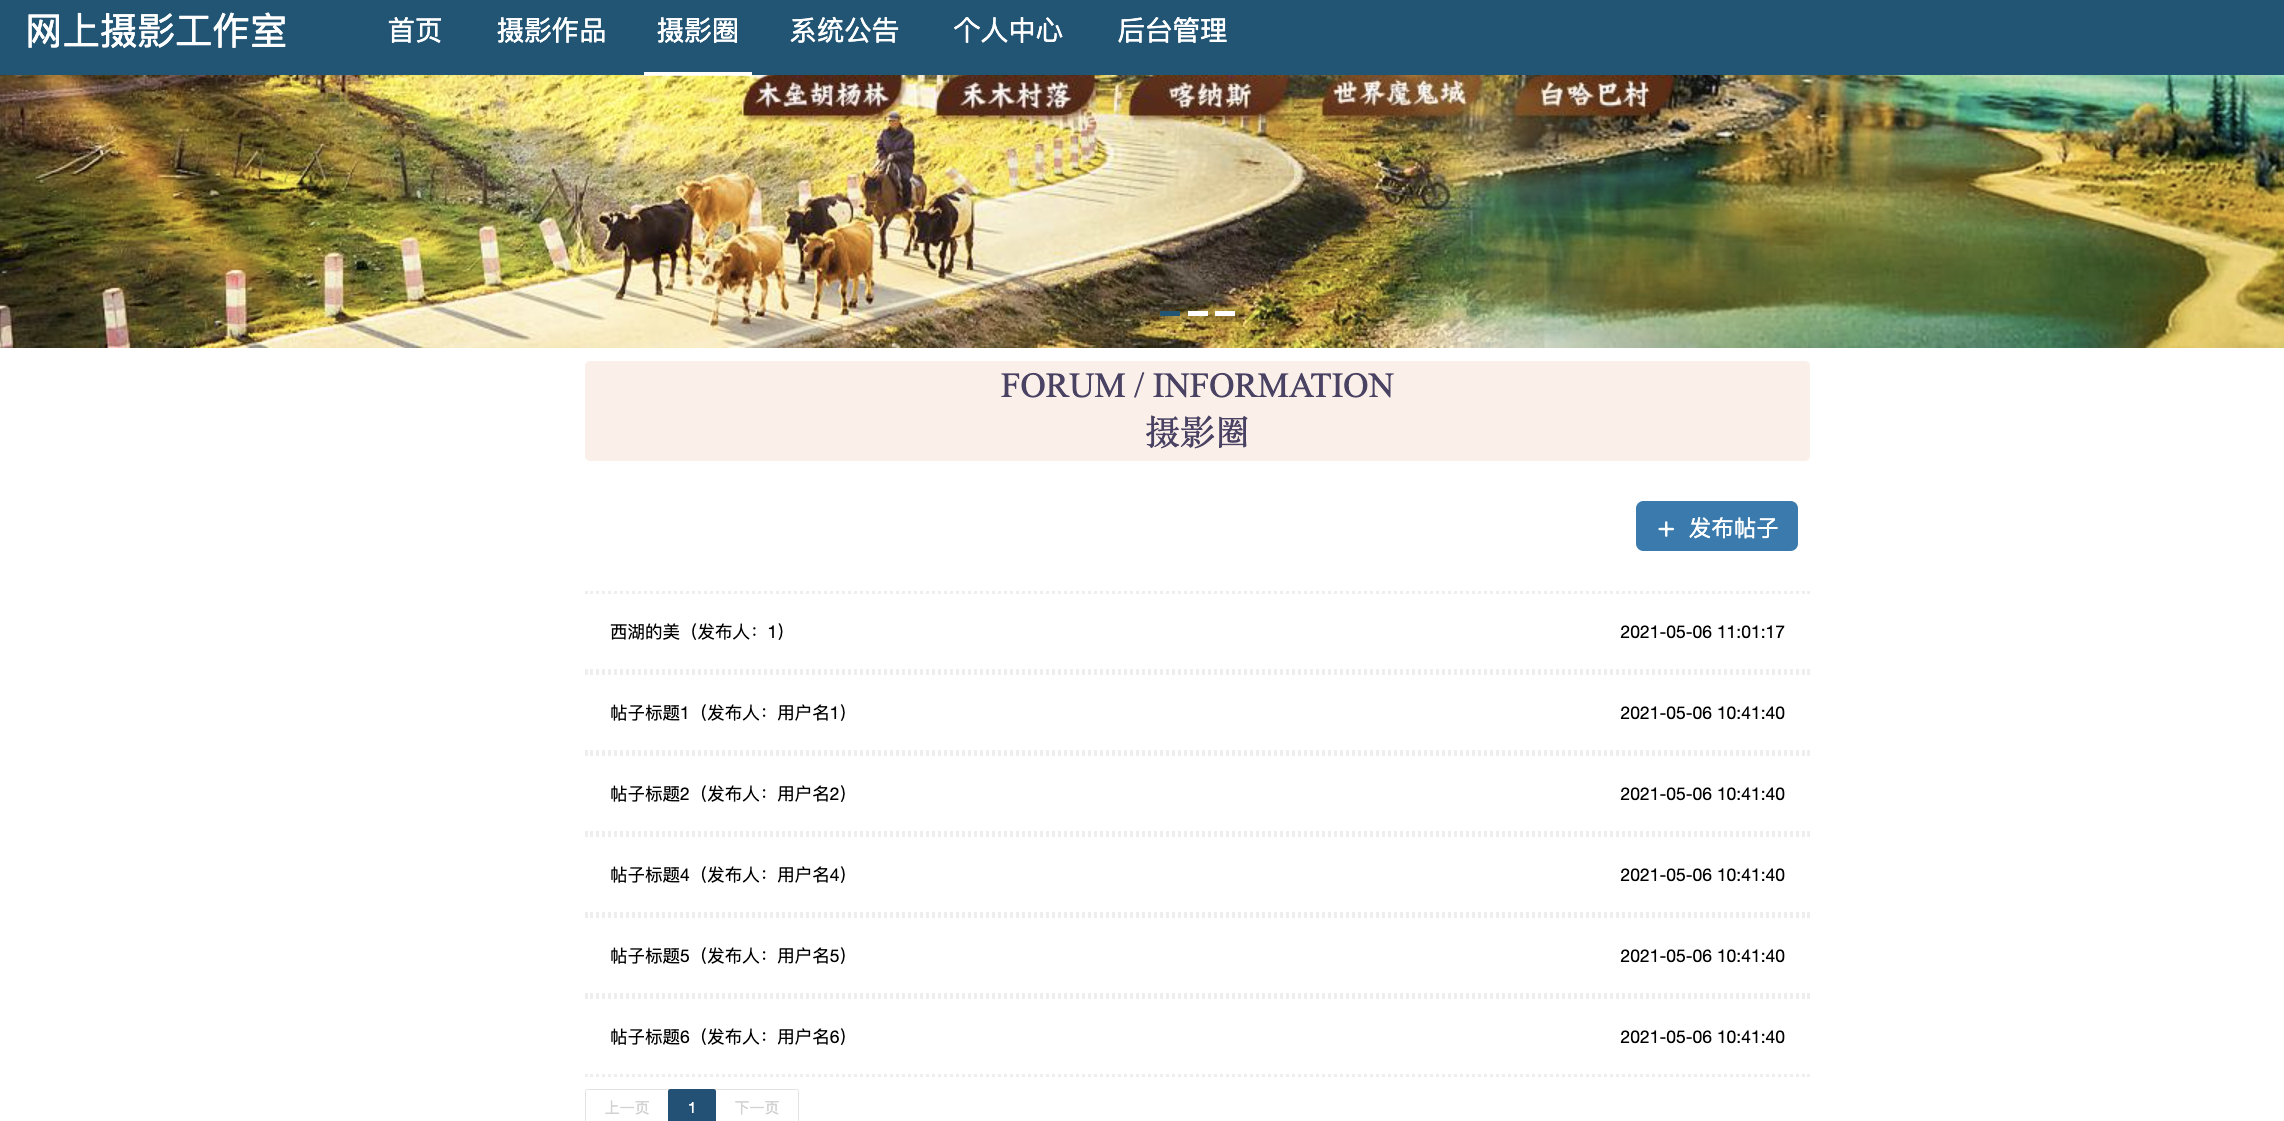 网上摄影工作室 首页 摄影作品 摄影圈 系统公告 个人中心 后台管理
木垒胡杨林 禾木村落 喀纳斯 世界魔鬼城 白哈巴村
FORUM / INFORMATION
摄影圈
+ 发布帖子
西湖的美（发布人：1） 2021-05-06 11:01:17
帖子标题1（发布人：用户名1） 2021-05-06 10:41:40
帖子标题2（发布人：用户名2） 2021-05-06 10:41:40
帖子标题4（发布人：用户名4） 2021-05-06 10:41:40
帖子标题5（发布人：用户名5） 2021-05-06 10:41:40
帖子标题6（发布人：用户名6） 2021-05-06 10:41:40
上一页 1 下一页